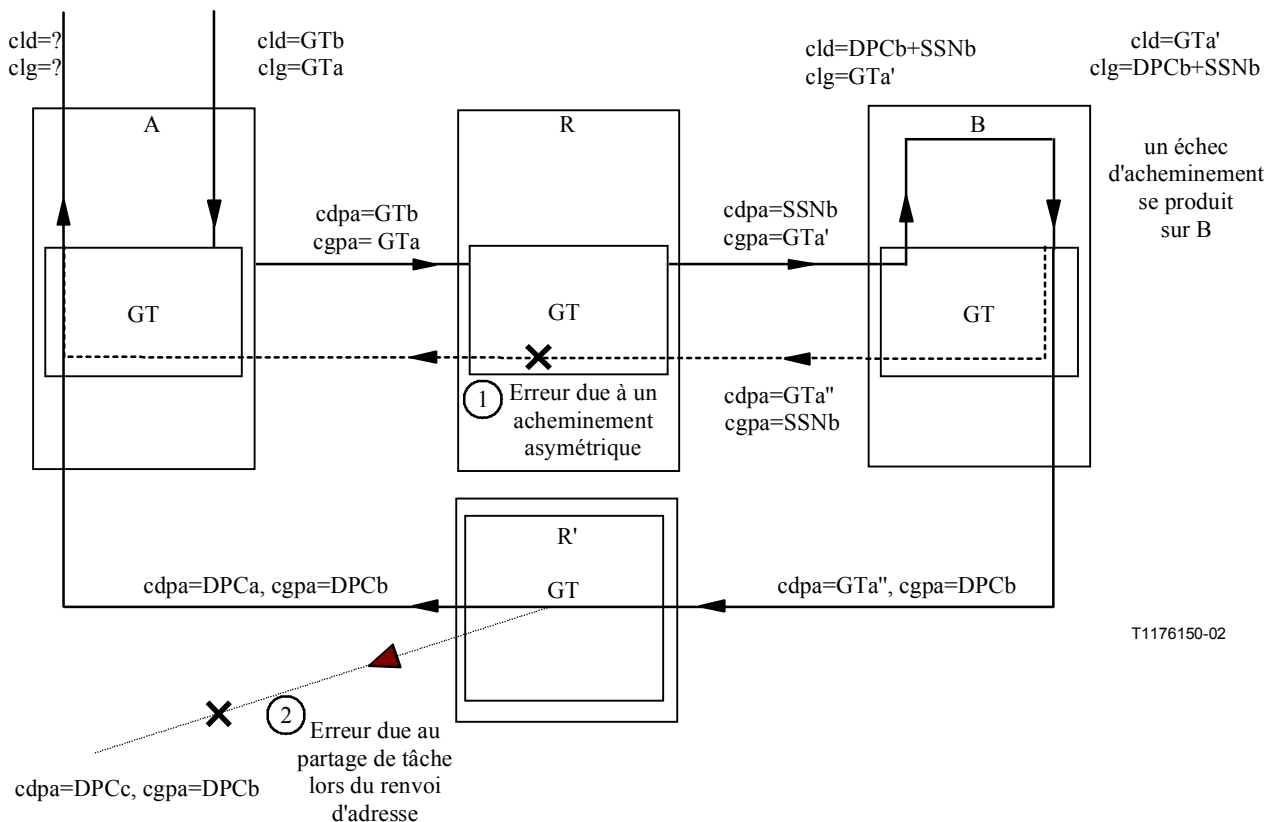 cld=?
clg=?
cld=GTb
clg=GTa
cld=DPCb+SSNb
clg=GTa'
cld=GTa'
clg=DPCb+SSNb
A
R
B
un échec
d'acheminement
se produit
sur B
cdpa=GTb
cgpa= GTa
cdpa=SSNb
cgpa=GTa'
GT
GT
GT
1
Erreur due à un
acheminement
asymétrique
cdpa=GTa"
cgpa=SSNb
R'
GT
cdpa=DPCa, cgpa=DPCb
cdpa=GTa", cgpa=DPCb
T1176150-02
2
Erreur due au
partage de tâche
lors du renvoi
d'adresse
cdpa=DPCc, cgpa=DPCb